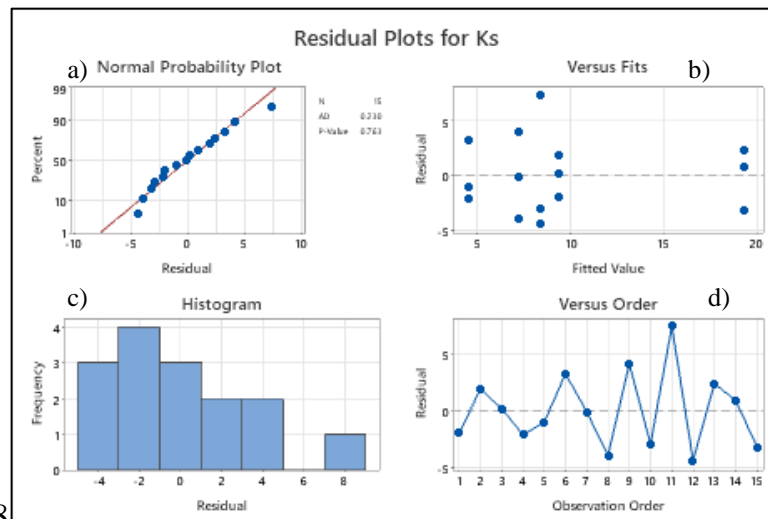 Residual Plots for Ks
a)
Normal Probability Plot
99
90
50
10
1
Percent
-10 -5 0 5 10
Residual
N 15
AD 0.230
P-Value 0.763
b)
Versus Fits
5
0
-5
Residual
5 10 15 20
Fitted Value
c)
Histogram
4
3
2
1
0
Frequency
-4 -2 0 2 4 6 8
Residual
d)
Versus Order
5
0
-5
Residual
1 2 3 4 5 6 7 8 9 10 11 12 13 14 15
Observation Order
8